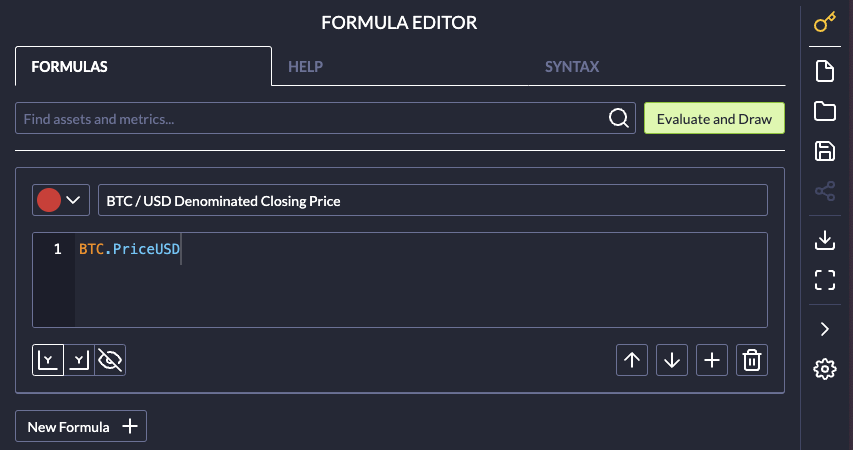 FORMULA EDITOR
FORMULAS
HELP
SYNTAX
Find assets and metrics...
Evaluate and Draw
BTC / USD Denominated Closing Price
1 BTC.PriceUSD
Y Y
New Formula